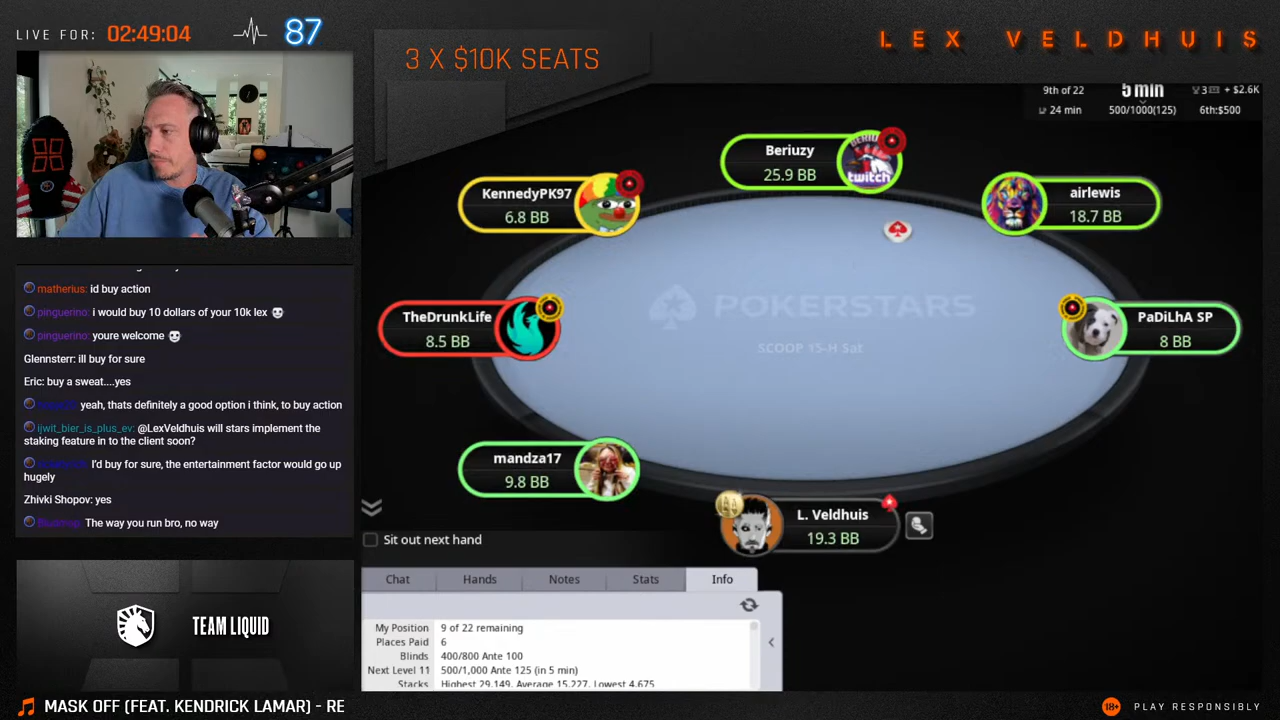 LIVE FOR: 02:49:04 87
3 X $10K SEATS
LEX VELDHUIS
9th of 22 5 min 3 + $2.6K
24 min 500/1000(125) 6th:$500
Beriuzy
25.9 BB
twitch
KennedyPK97
6.8 BB
airlewis
18.7 BB
TheDrunkLife
8.5 BB
PaDiLhA SP
8 BB
POKERSTARS
SCOOP 15-H Sat
mandza17
9.8 BB
L. Veldhuis
19.3 BB
matherius: id buy action
pinguerino: i would buy 10 dollars of your 10k lex
pinguerino: youre welcome
Glennsterr: ill buy for sure
Eric: buy a sweat....yes
yeah, thats definitely a good option i think, to buy action
ijwit_bier_is_plus_ev: @LexVeldhuis will stars implement the
staking feature in to the client soon?
I'd buy for sure, the entertainment factor would go up
hugely
Zhivki Shopov: yes
The way you run bro, no way
Sit out next hand
Chat Hands Notes Stats Info
My Position 9 of 22 remaining
Places Paid 6
Blinds 400/800 Ante 100
Next Level 11 500/1,000 Ante 125 (in 5 min)
Stacks Highest 29,149, Average 15,227, Lowest 4,675
TEAM LIQUID
MASK OFF (FEAT. KENDRICK LAMAR) - RE
18+ PLAY RESPONSIBLY